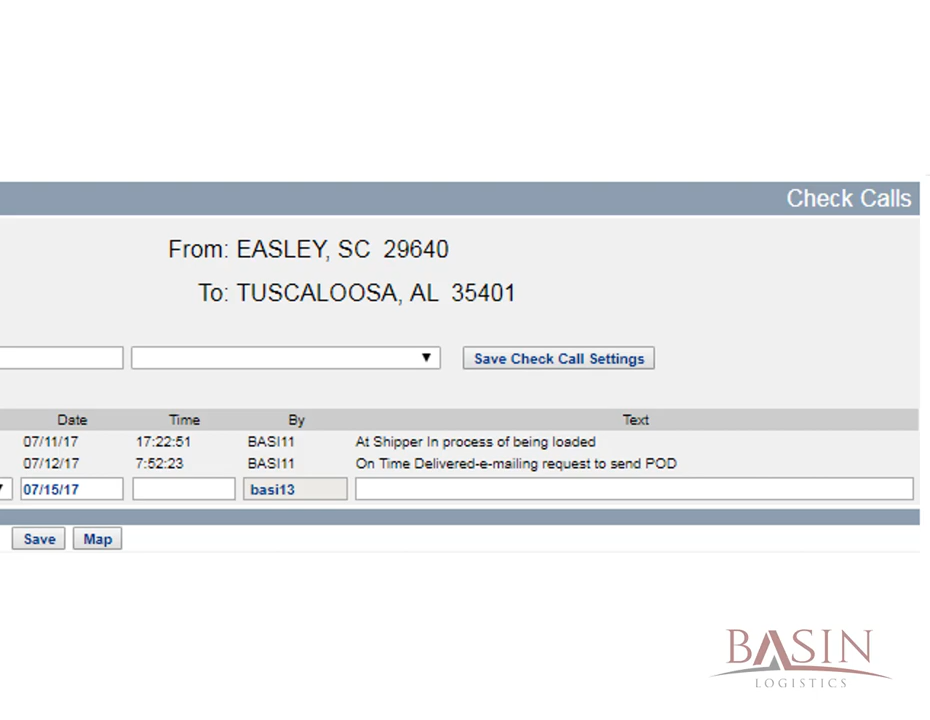 Check Calls
From: EASLEY, SC 29640
To: TUSCALOOSA, AL 35401
Save Check Call Settings
Date Time By Text
07/11/17 17:22:51 BASI11 At Shipper In process of being loaded
07/12/17 7:52:23 BASI11 On Time Delivered-e-mailing request to send POD
07/15/17 basi13
Save Map
BASIN
LOGISTICS